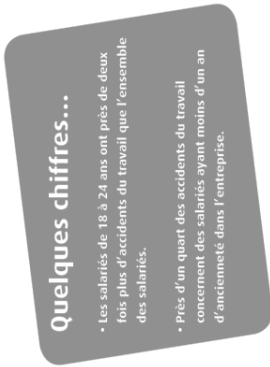 Quelques chiffres...
• Les salariés de 18 à 24 ans ont près de deux
fois plus d'accidents du travail que l'ensemble
des salariés.
• Près d'un quart des accidents du travail
concernent des salariés ayant moins d'un an
d'ancienneté dans l'entreprise.